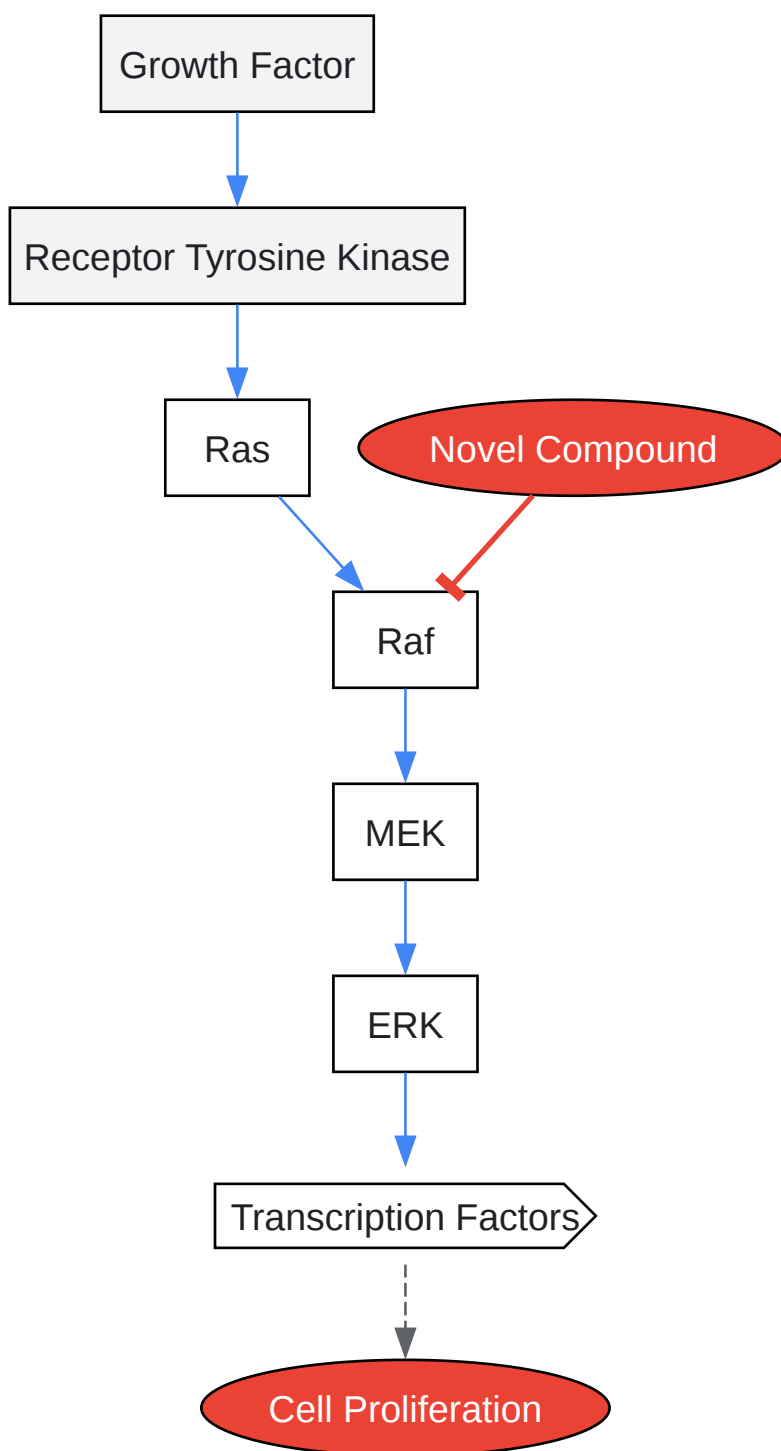 Growth Factor
Receptor Tyrosine Kinase
Ras
Novel Compound
Raf
MEK
ERK
Transcription Factors
Cell Proliferation